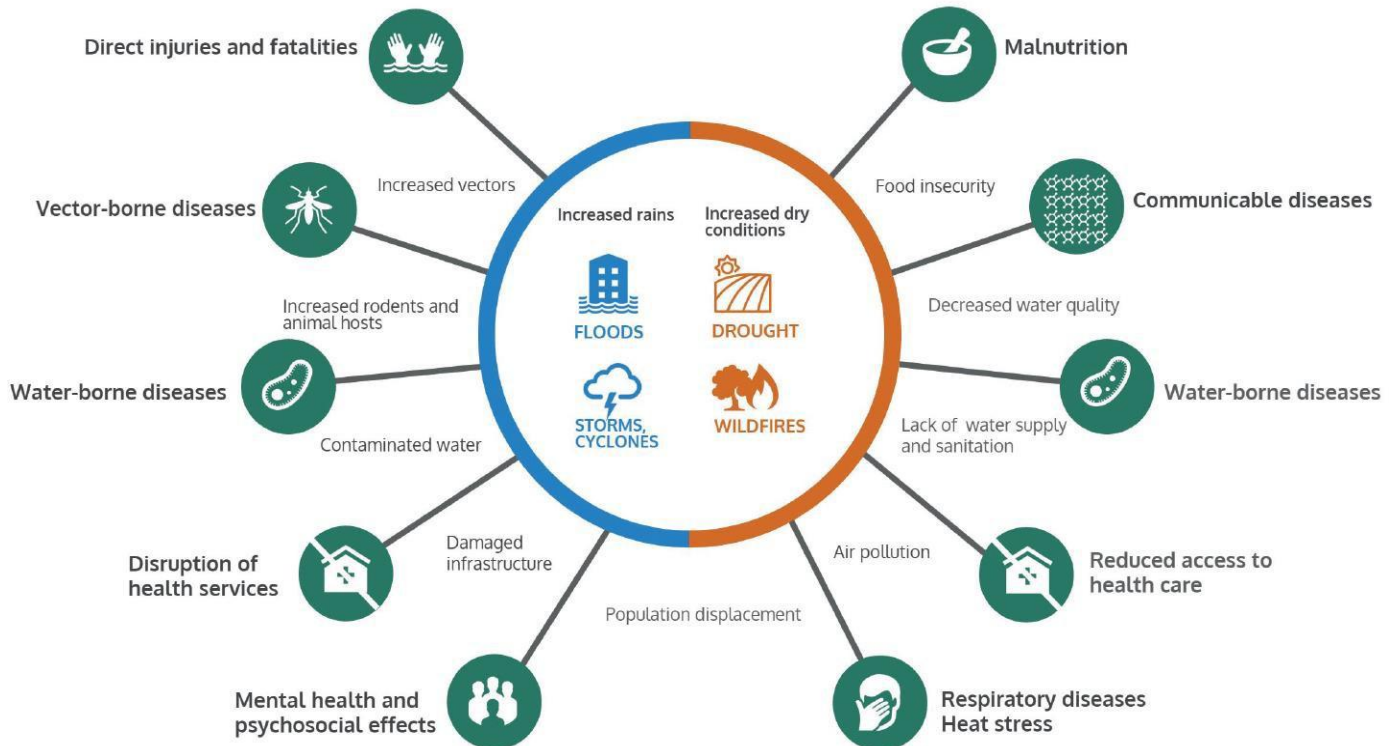 Direct injuries and fatalities
Malnutrition
Increased vectors
Food insecurity
Vector-borne diseases
Communicable diseases
Increased rains
Increased dry
conditions
Increased rodents and
animal hosts
Decreased water quality
FLOODS
DROUGHT
Water-borne diseases
Water-borne diseases
STORMS,
CYCLONES
WILDFIRES
Contaminated water
Lack of water supply
and sanitation
Damaged
infrastructure
Air pollution
Disruption of
health services
Reduced access to
health care
Population displacement
Mental health and
psychosocial effects
Respiratory diseases
Heat stress